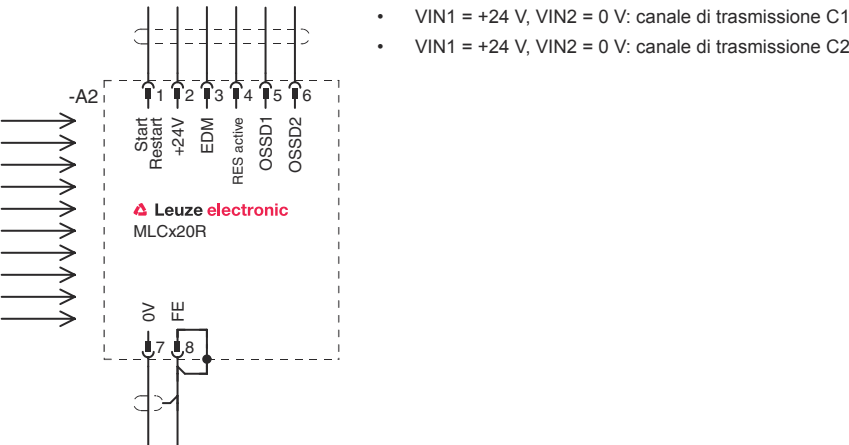 • VIN1 = +24 V, VIN2 = 0 V: canale di trasmissione C1
• VIN1 = +24 V, VIN2 = 0 V: canale di trasmissione C2
-A2
1 2 3 4 5 6
Start
Restart
+24V
EDM
RES active
OSSD1
OSSD2
Leuze electronic
MLCx20R
0V
FE
7 8